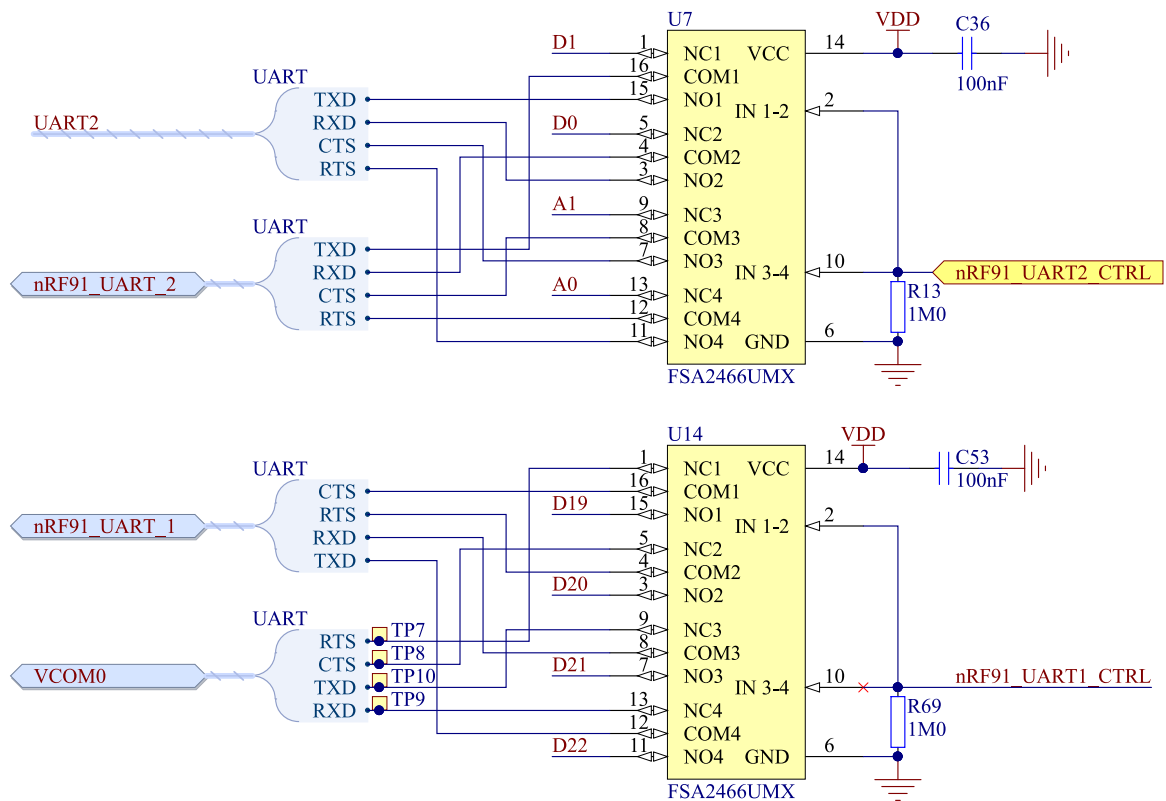 U7
D1 1 NC1 VCC 14 VDD C36
100nF
16 COM1
UART
TXD 15 NO1
IN 1-2 2
UART2
RXD
D0 5 NC2
CTS
4 COM2
RTS
3 NO2
A1 9 NC3
UART
8 COM3
TXD
7 NO3
nRF91_UART_2
RXD
IN 3-4 10 nRF91_UART2_CTRL
CTS
A0 13 NC4
R13
1M0
RTS 12 COM4
11 NO4 GND 6
FSA2466UMX
U14
VDD
1 NC1 VCC 14 C53
100nF
UART
CTS 16 COM1
RTS
D19 15 NO1
nRF91_UART_1
IN 1-2 2
RXD
5 NC2
TXD
4 COM2
D20 3 NO2
UART
9 NC3
RTS TP7
8 COM3
CTS TP8
D21 7 NO3
VCOM0
TXD TP10
IN 3-4 10 nRF91_UART1_CTRL
RXD TP9
13 NC4
R69
1M0
12 COM4
D22 11 NO4 GND 6
FSA2466UMX